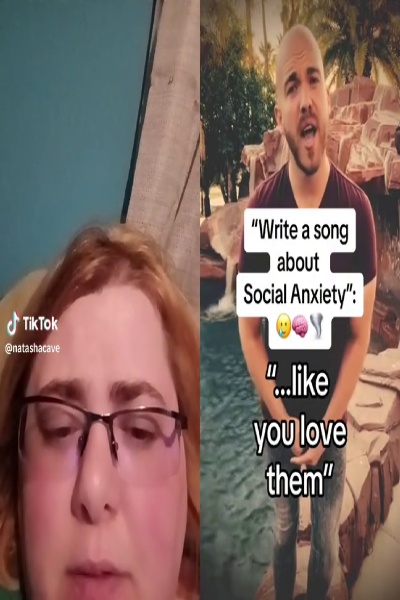 TikTok
@natashacave
“Write a song
about
Social Anxiety”:
🥲🧠🌪️
“...like
you love
them”